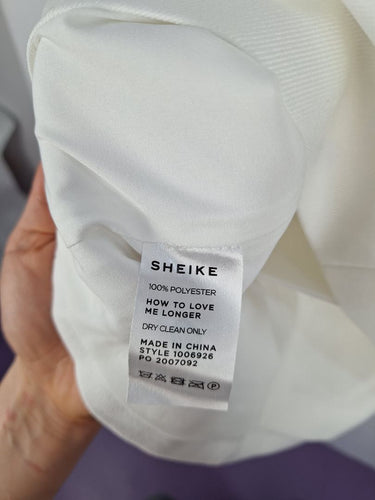 SHEIKE
100% POLYESTER
HOW TO LOVE
ME LONGER
DRY CLEAN ONLY
MADE IN CHINA
STYLE 1006926
PO 2007092